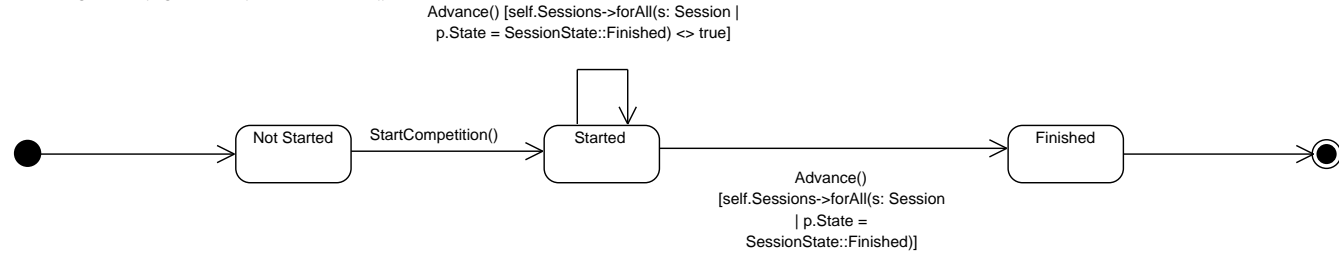 Advance() [self.Sessions->forAll(s: Session |
p.State = SessionState::Finished) <> true]
Not Started
StartCompetition()
Started
Finished
Advance()
[self.Sessions->forAll(s: Session
| p.State =
SessionState::Finished)]